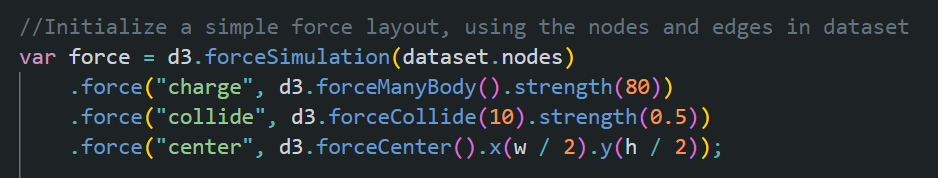 //Initialize a simple force layout, using the nodes and edges in dataset
var force = d3.forceSimulation(dataset.nodes)
.force("charge", d3.forceManyBody().strength(80))
.force("collide", d3.forceCollide(10).strength(0.5))
.force("center", d3.forceCenter().x(w / 2).y(h / 2));